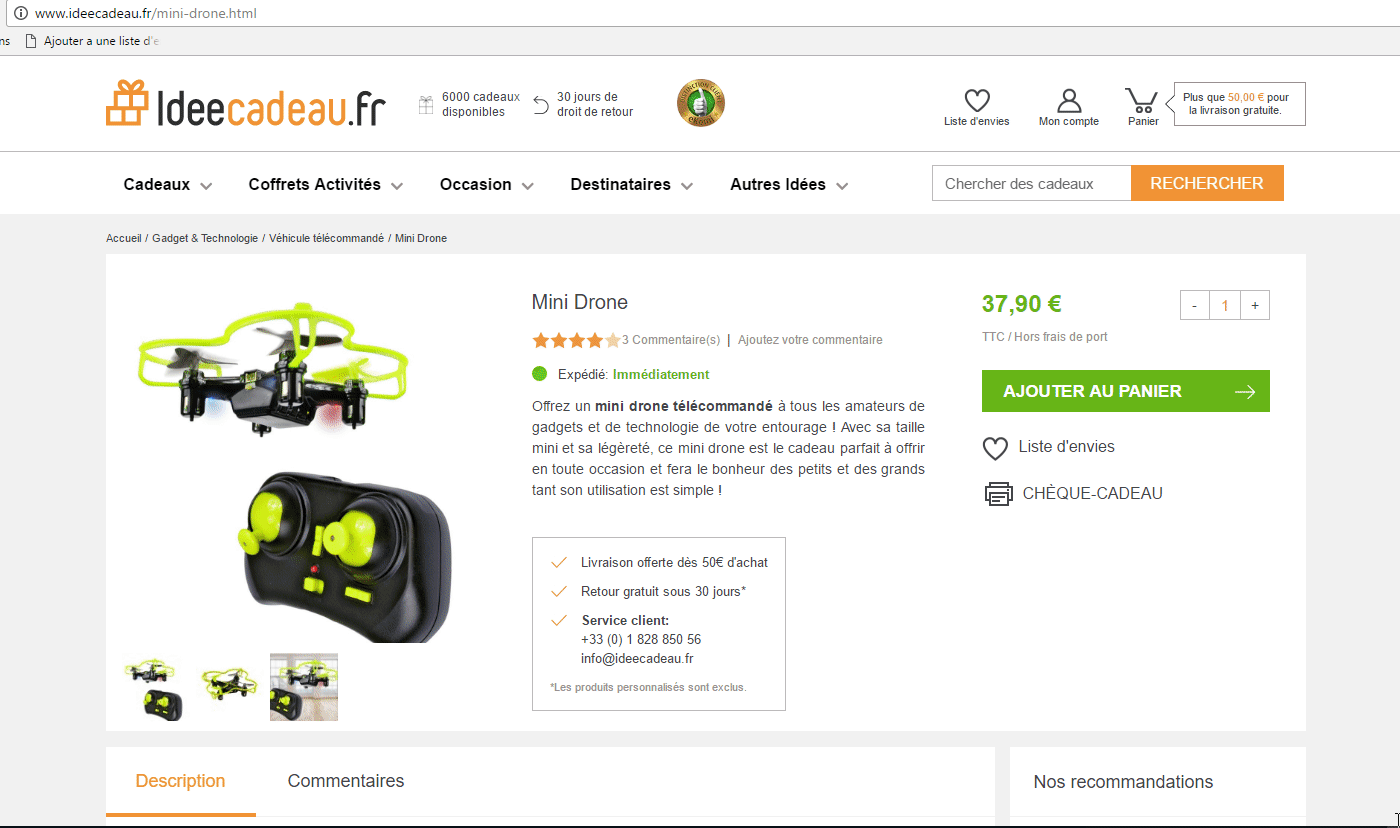 www.ideecadeau.fr/mini-drone.html
ns Ajouter a une liste d'e
Ideecadeau.fr
6000 cadeaux
disponibles
30 jours de
droit de retour
Liste d'envies
Mon compte
Panier
Plus que 50,00 € pour
la livraison gratuite.
Cadeaux
Coffrets Activités
Occasion
Destinataires
Autres Idées
Chercher des cadeaux
RECHERCHER
Accueil / Gadget & Technologie / Véhicule télécommandé / Mini Drone
Mini Drone
3 Commentaire(s) | Ajoutez votre commentaire
Expédié: Immédiatement
Offrez un mini drone télécommandé à tous les amateurs de
gadgets et de technologie de votre entourage ! Avec sa taille
mini et sa légèreté, ce mini drone est le cadeau parfait à offrir
en toute occasion et fera le bonheur des petits et des grands
tant son utilisation est simple !
Livraison offerte dès 50€ d'achat
Retour gratuit sous 30 jours*
Service client:
+33 (0) 1 828 850 56
info@ideecadeau.fr
*Les produits personnalisés sont exclus.
37,90 €
- 1 +
TTC / Hors frais de port
AJOUTER AU PANIER
Liste d'envies
CHÈQUE-CADEAU
Description
Commentaires
Nos recommandations